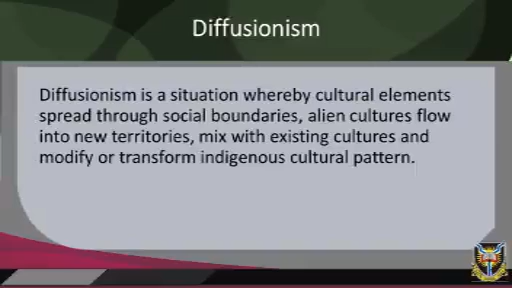 Diffusionism
Diffusionism is a situation whereby cultural elements
spread through social boundaries, alien cultures flow
into new territories, mix with existing cultures and
modify or transform indigenous cultural pattern.